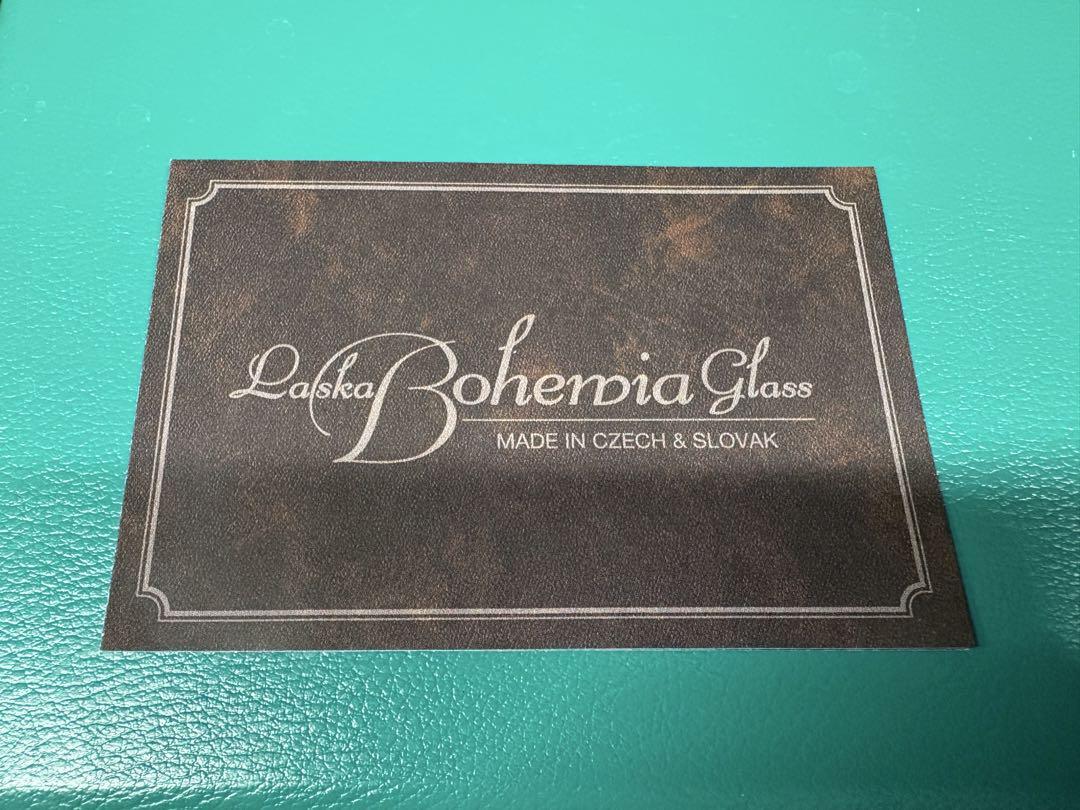 Laska Bohemia Glass
MADE IN CZECH & SLOVAK